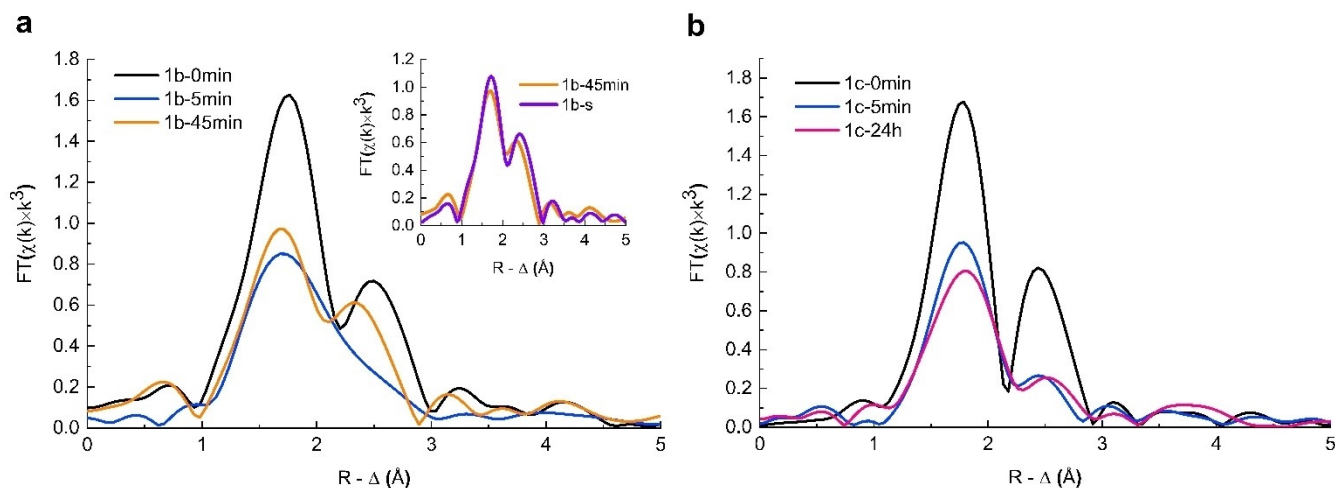 a
1b-0min
1b-5min
1b-45min
FT(χ(k)×k³)
1.8
1.6
1.4
1.2
1.0
0.8
0.6
0.4
0.2
0.0
0 1 2 3 4 5
R - Δ (Å)
1b-45min
1b-s
FT(χ(k)×k³)
1.2
1.0
0.8
0.6
0.4
0.2
0.0
0 1 2 3 4 5
R - Δ (Å)
b
1c-0min
1c-5min
1c-24h
FT(χ(k)×k³)
1.8
1.6
1.4
1.2
1.0
0.8
0.6
0.4
0.2
0.0
0 1 2 3 4 5
R - Δ (Å)